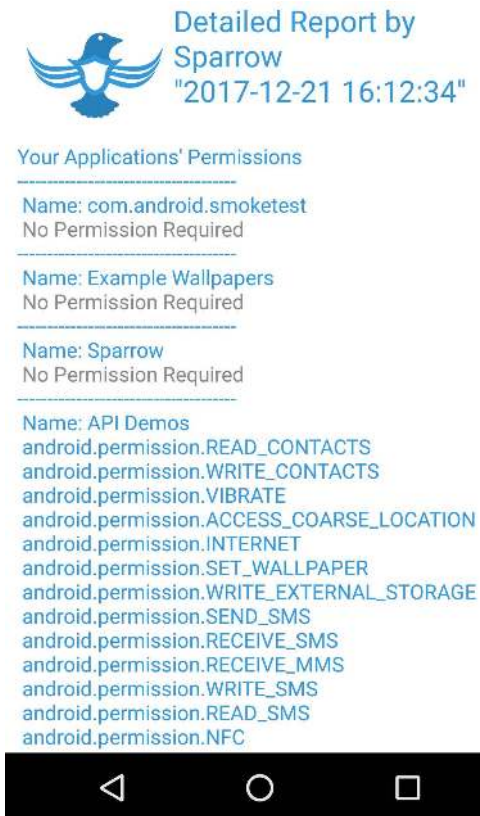 Detailed Report by
Sparrow
"2017-12-21 16:12:34"
Your Applications' Permissions
------------------------------------
Name: com.android.smoketest
No Permission Required
------------------------------------
Name: Example Wallpapers
No Permission Required
------------------------------------
Name: Sparrow
No Permission Required
------------------------------------
Name: API Demos
android.permission.READ_CONTACTS
android.permission.WRITE_CONTACTS
android.permission.VIBRATE
android.permission.ACCESS_COARSE_LOCATION
android.permission.INTERNET
android.permission.SET_WALLPAPER
android.permission.WRITE_EXTERNAL_STORAGE
android.permission.SEND_SMS
android.permission.RECEIVE_SMS
android.permission.RECEIVE_MMS
android.permission.WRITE_SMS
android.permission.READ_SMS
android.permission.NFC